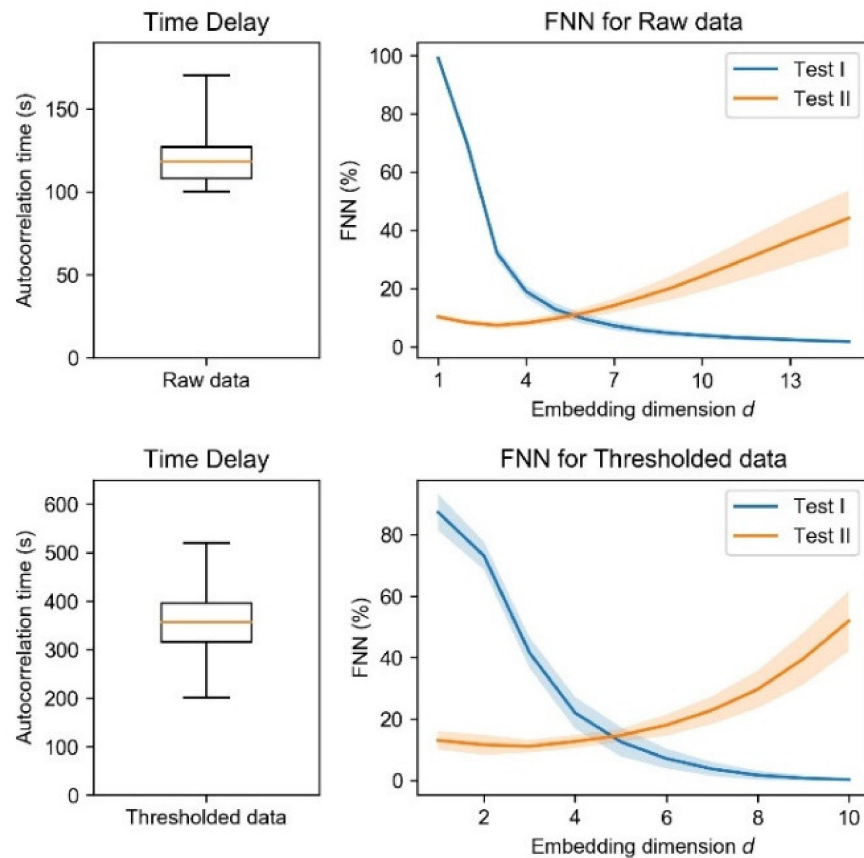 Time Delay
Autocorrelation time (s)
150
100
50
0
Raw data
FNN for Raw data
FNN (%)
100
80
60
40
20
0
1 4 7 10 13
Embedding dimension d
Test I
Test II
Time Delay
Autocorrelation time (s)
600
500
400
300
200
100
0
Thresholded data
FNN for Thresholded data
FNN (%)
80
60
40
20
0
2 4 6 8 10
Embedding dimension d
Test I
Test II